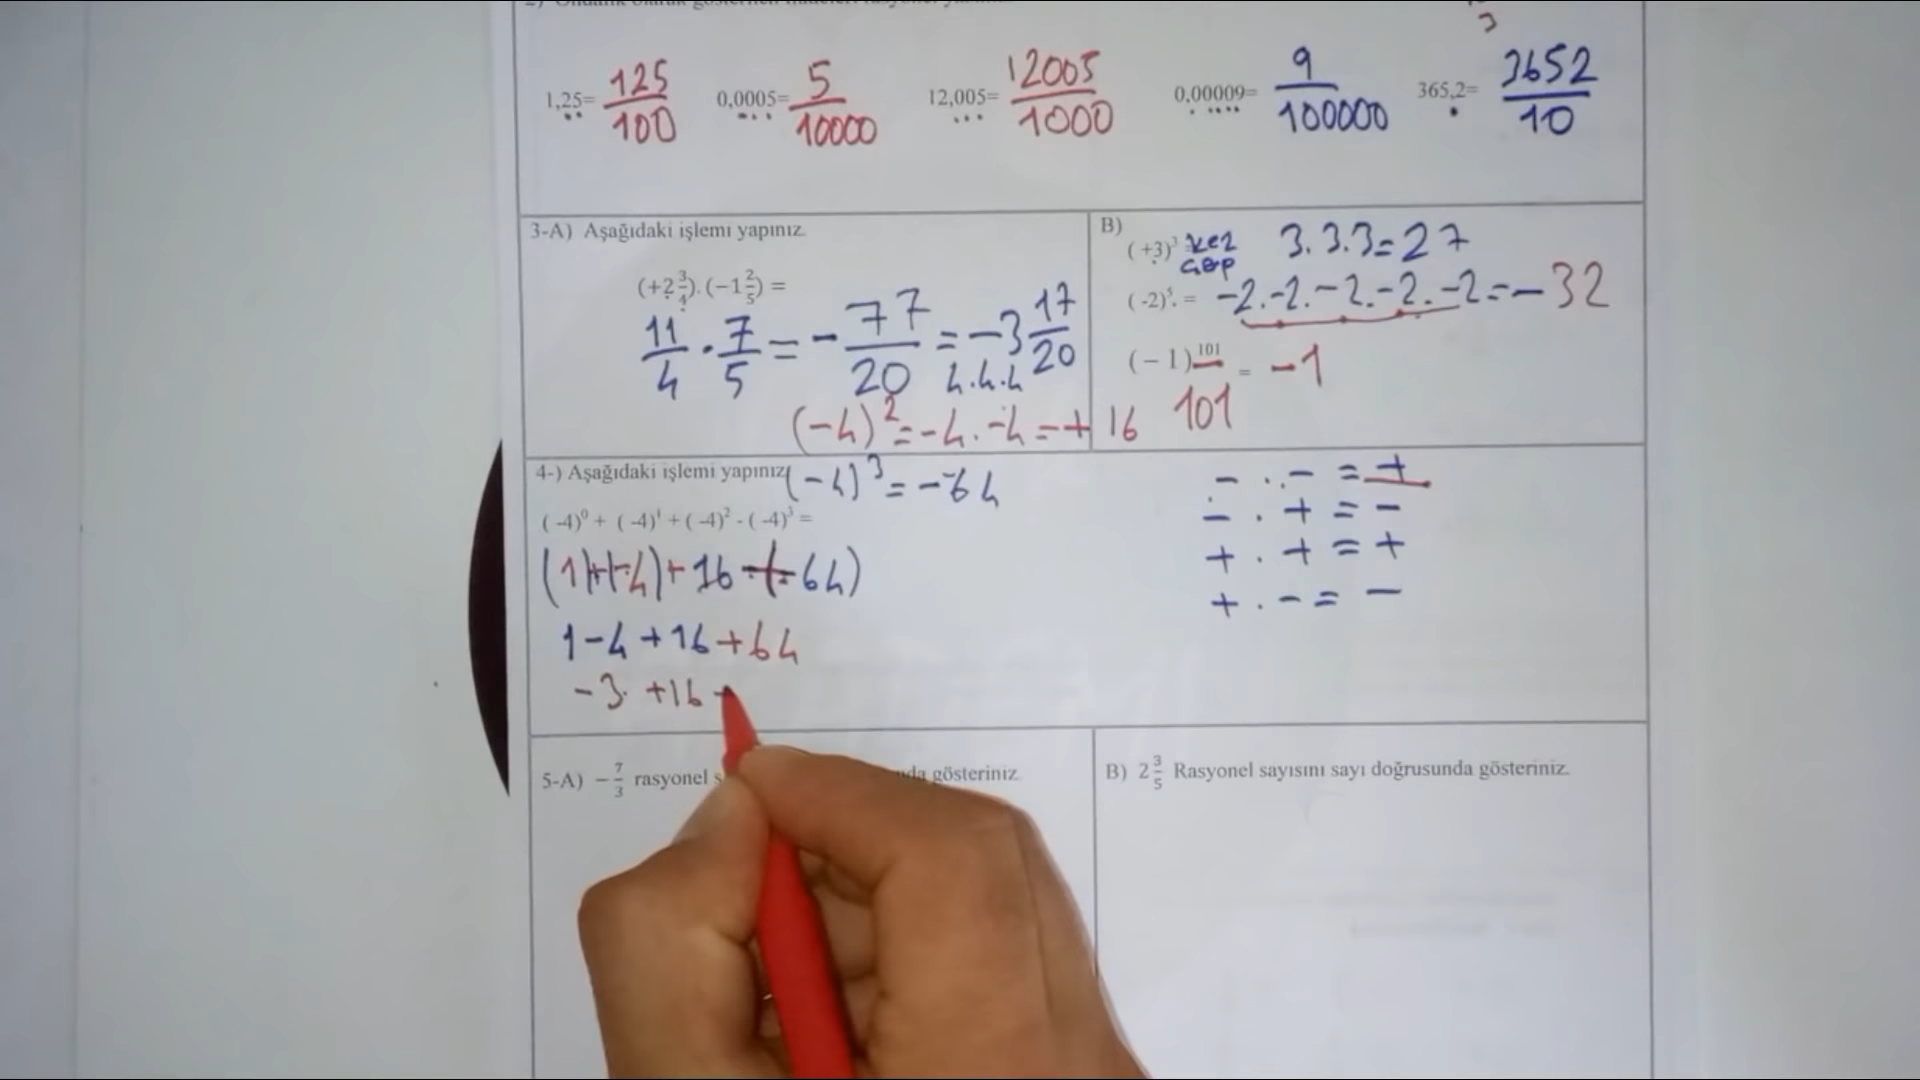 1,25= 125/100 0,0005= 5/10000 12,005= 12005/1000 0,00009= 9/100000 365,2= 3652/10
3
3-A) Aşağıdaki işlemi yapınız.
(+2 3/4).(−1 2/5) =
11/4 · 7/5 = − 77/20 = −3 17/20
4.4.4
(−4)² = −4 . −4 = + 16
B)
(+3)³ kez 3.3.3=27
(-2)⁵ = −2.−2.−2.−2.−2=−32
(−1)¹⁰¹ = −1
101
4-) Aşağıdaki işlemi yapınız (−4)³ = −64
(-4)⁰ + (-4)¹ + (-4)² - (-4)³ =
(1)+(−4)+16−(−64)
1−4+16+64
−3 +16
− . − = +
− . + = −
+ . + = +
+ . − = −
5-A) −7/3 rasyonel gösteriniz.
B) 2 3/5 Rasyonel sayısını sayı doğrusunda gösteriniz.